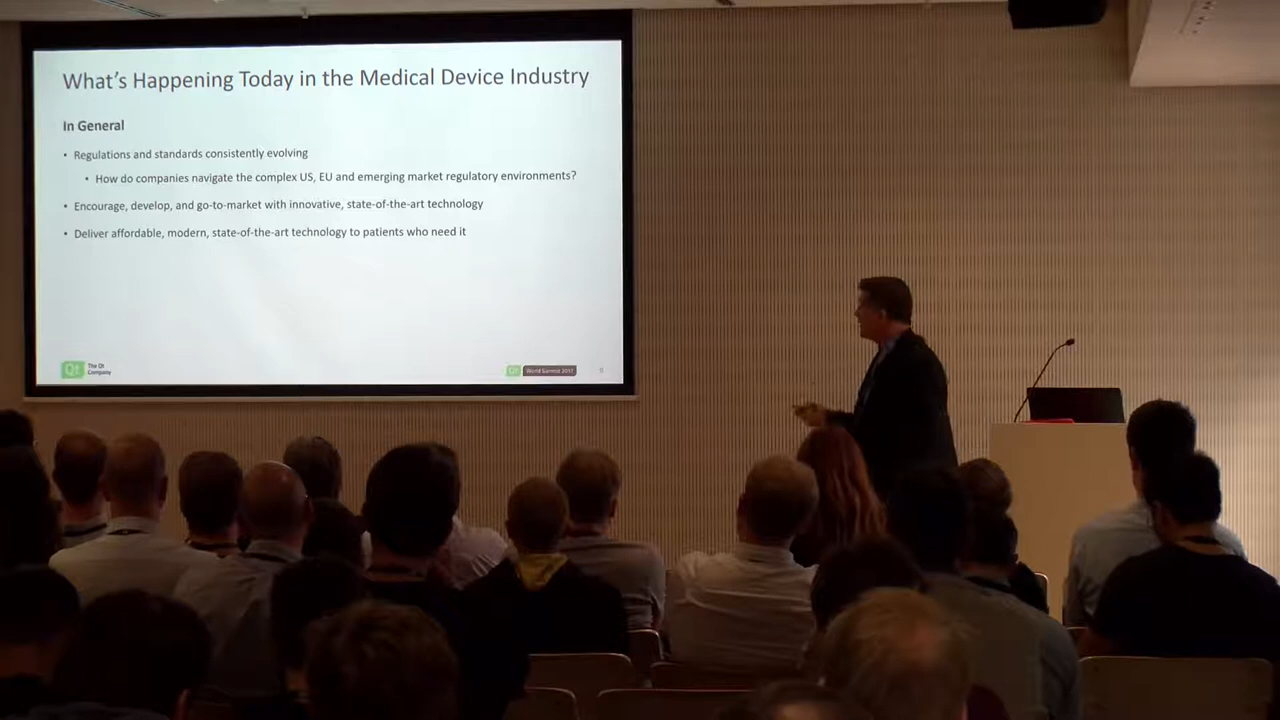 What's Happening Today in the Medical Device Industry
In General
• Regulations and standards consistently evolving
• How do companies navigate the complex US, EU and emerging market regulatory environments?
• Encourage, develop, and go-to-market with innovative, state-of-the-art technology
• Deliver affordable, modern, state-of-the-art technology to patients who need it
Qt The Qt
Company
Qt World Summit 2017